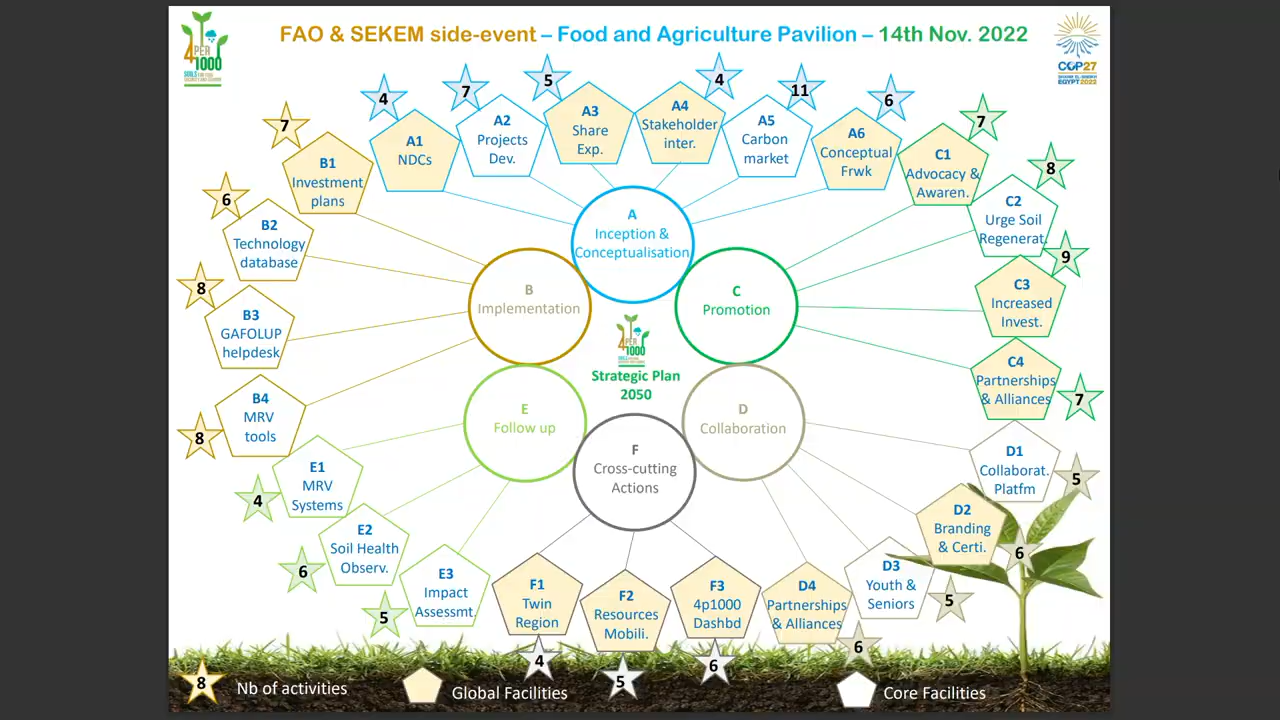 FAO & SEKEM side-event – Food and Agriculture Pavilion – 14th Nov. 2022
4PER
1000
COP27
EGYPT 2022
4
7
5
4
11
6
7
A1
NDCs
A2
Projects
Dev.
A3
Share
Exp.
A4
Stakeholder
inter.
A5
Carbon
market
A6
Conceptual
Frwk
C1
Advocacy &
Awaren.
7
B1
Investment
plans
6
B2
Technology
database
8
B3
GAFOLUP
helpdesk
8
B4
MRV
tools
A
Inception &
Conceptualisation
B
Implementation
C
Promotion
4PER
1000
Strategic Plan
2050
E
Follow up
D
Collaboration
F
Cross-cutting
Actions
8
C2
Urge Soil
Regenerat.
9
C3
Increased
Invest.
C4
Partnerships
& Alliances
7
D1
Collaborat.
Platfm
5
D2
Branding
& Certi.
6
D3
Youth &
Seniors
5
D4
Partnerships
& Alliances
6
E1
MRV
Systems
4
E2
Soil Health
Observ.
6
E3
Impact
Assessmt.
5
F1
Twin
Region
4
F2
Resources
Mobili.
5
F3
4p1000
Dashbd
6
8
Nb of activities
Global Facilities
Core Facilities